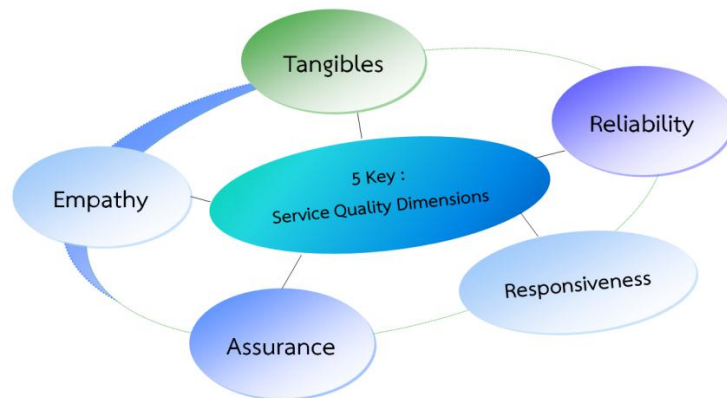 Tangibles
Reliability
5 Key :
Service Quality Dimensions
Empathy
Responsiveness
Assurance